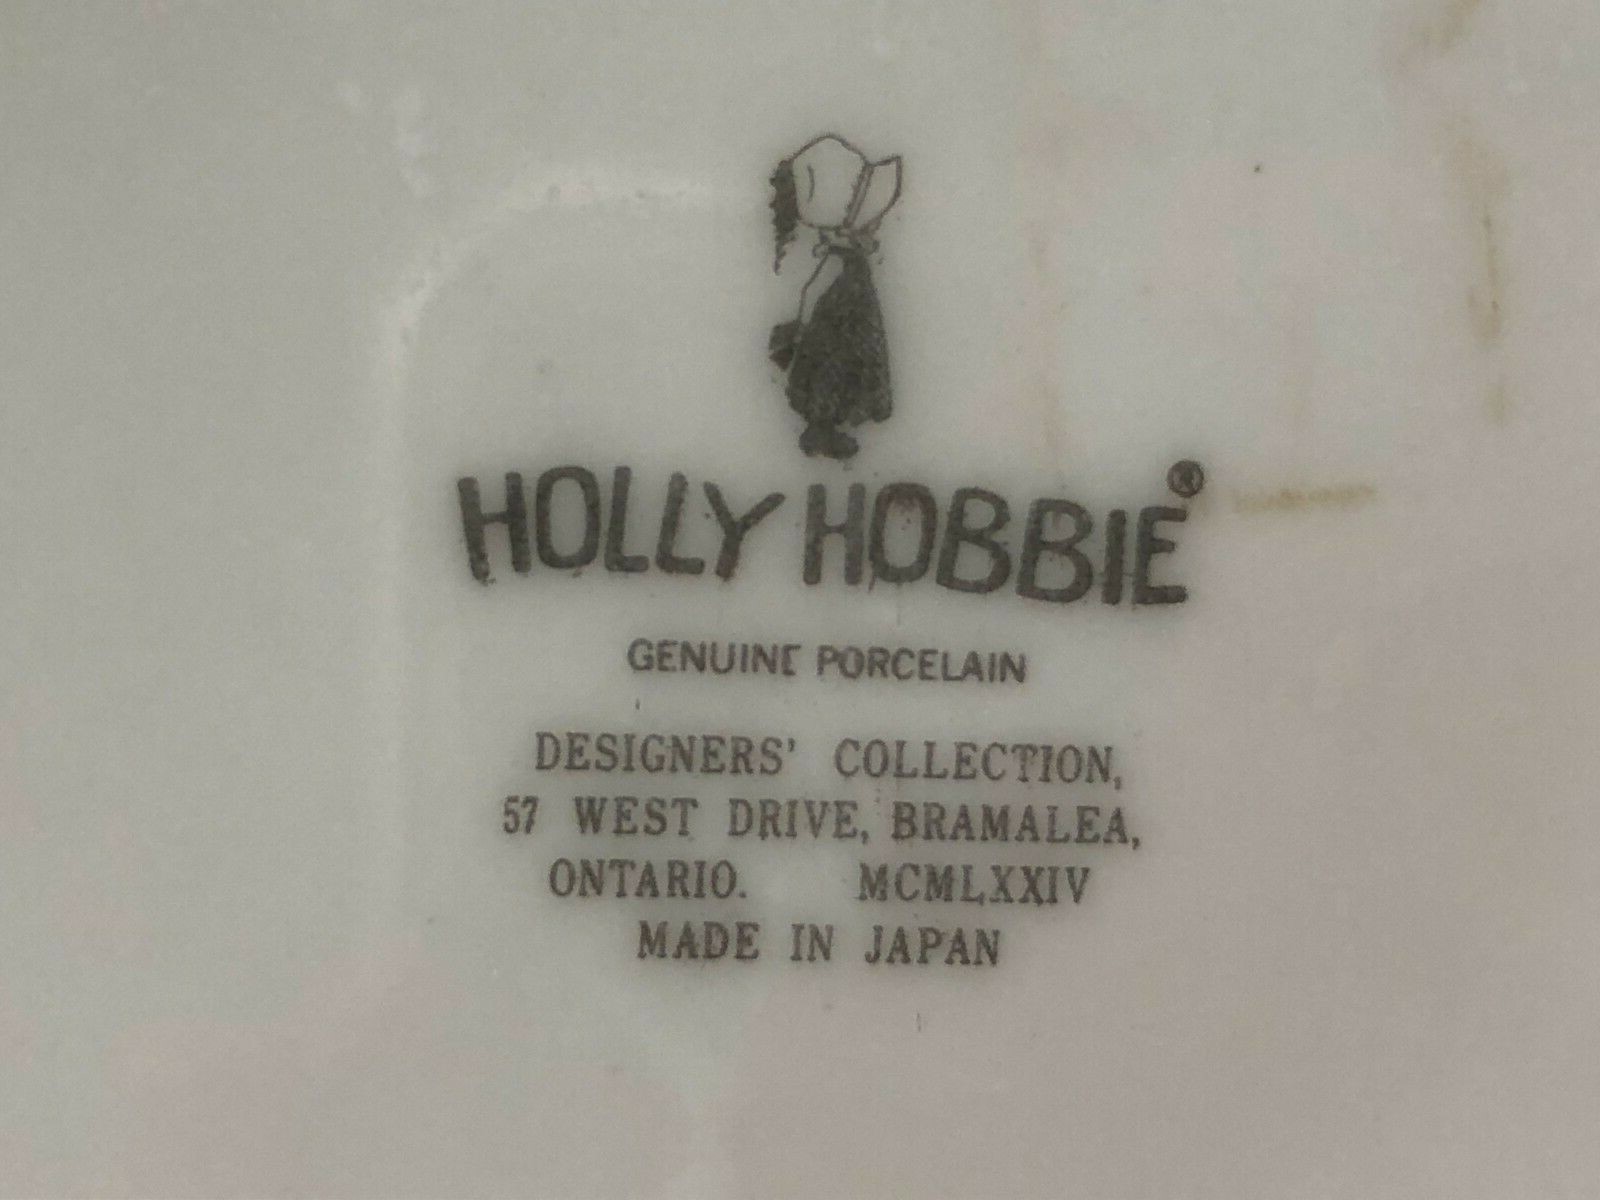 HOLLY HOBBIE®
GENUINE PORCELAIN
DESIGNERS' COLLECTION,
57 WEST DRIVE, BRAMALEA,
ONTARIO. MCMLXXIV
MADE IN JAPAN